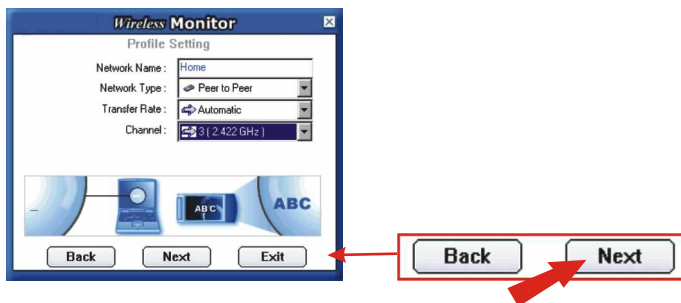 Wireless Monitor
Profile Setting
Network Name : Home
Network Type : Peer to Peer
Transfer Rate : Automatic
Channel : 3 ( 2.422 GHz )
ABC ABC
Back Next Exit
Back Next